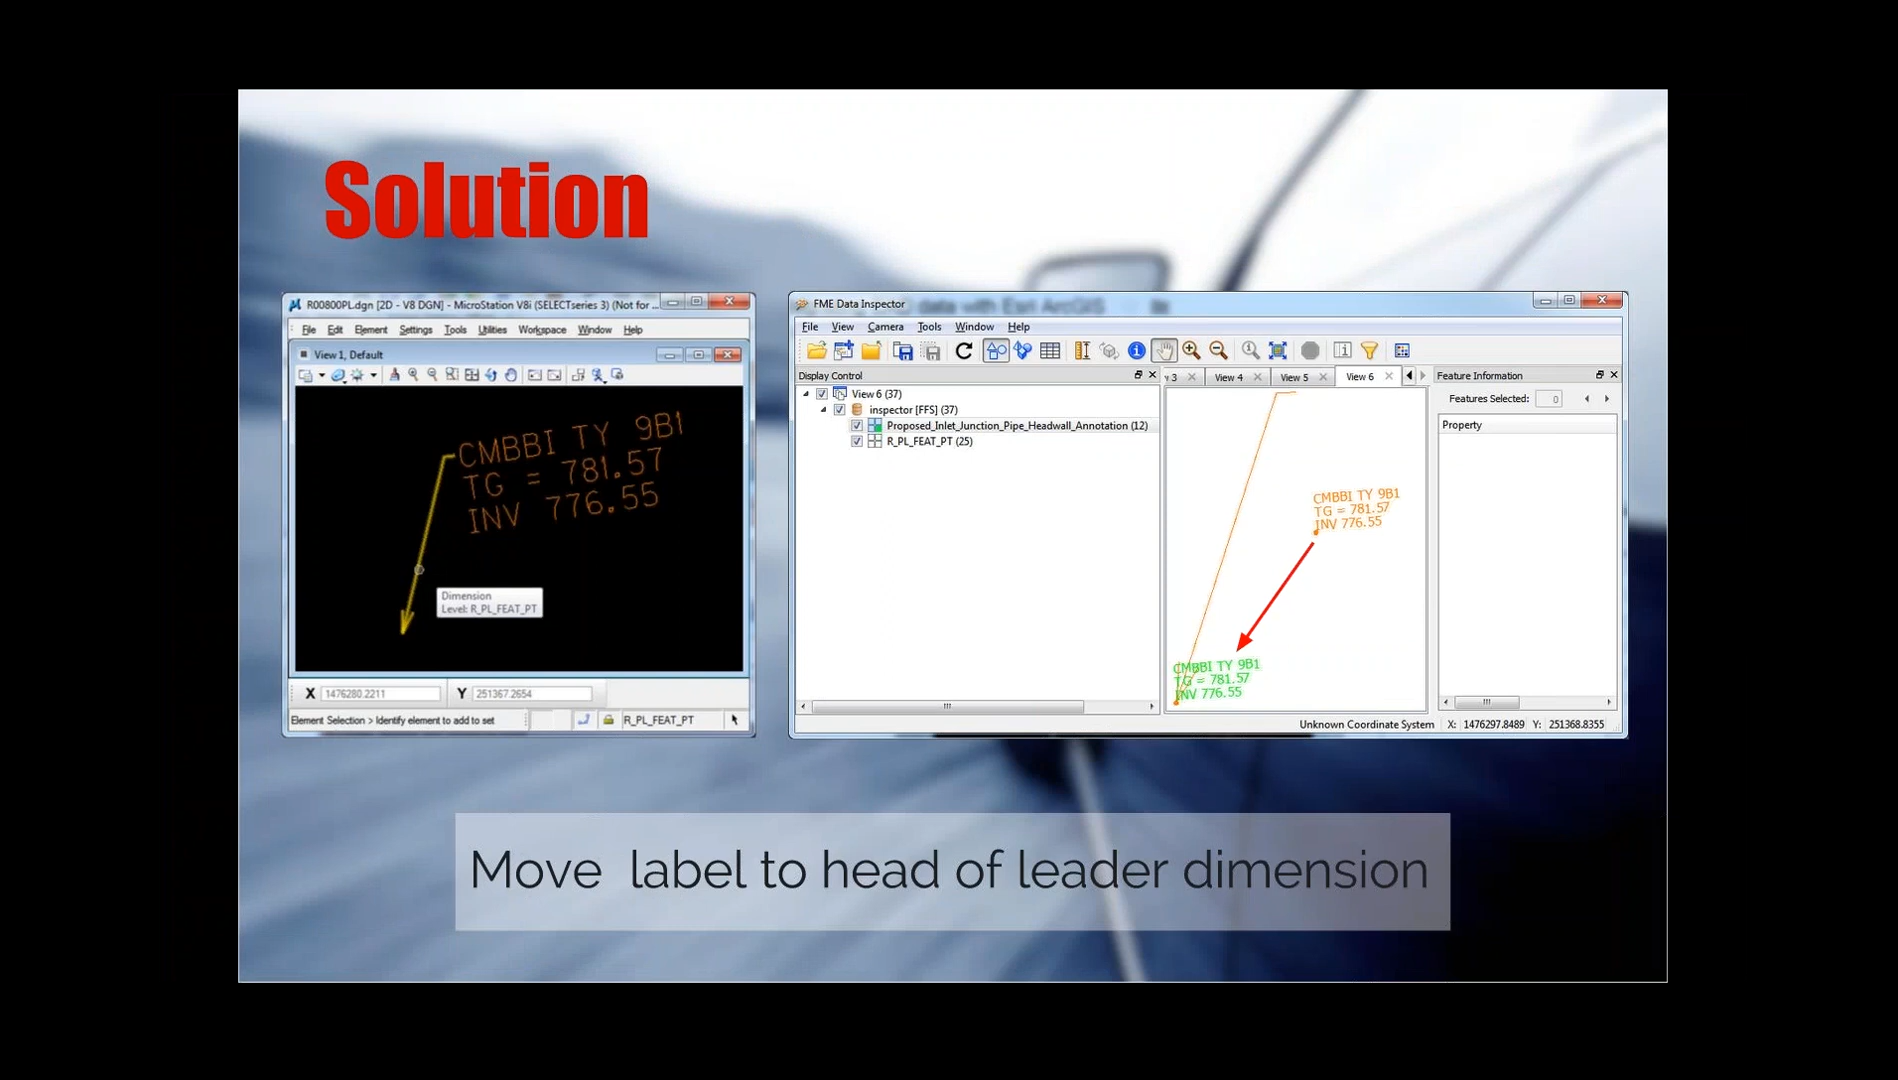 Solution
R00800PL.dgn [2D - V8 DGN] - MicroStation V8i (SELECTseries 3) (Not for ...
File Edit Element Settings Tools Utilities Workspace Window Help
View 1, Default
CMBBI TY 9B1
TG = 781.57
INV 776.55
Dimension
Level: R_PL_FEAT_PT
X 1476280.2211 Y 251367.2654
Element Selection > Identify element to add to set R_PL_FEAT_PT
FME Data Inspector
data with Esri ArcGIS
File View Camera Tools Window Help
Display Control
View 6 (37)
inspector [FFS] (37)
Proposed_Inlet_Junction_Pipe_Headwall_Annotation (12)
R_PL_FEAT_PT (25)
3 View 4 View 5 View 6
CMBBI TY 9B1
TG = 781.57
INV 776.55
CMBBI TY 9B1
TG = 781.57
INV 776.55
Feature Information
Features Selected: 0
Property
Unknown Coordinate System X: 1476297.8489 Y: 251368.8355
Move label to head of leader dimension